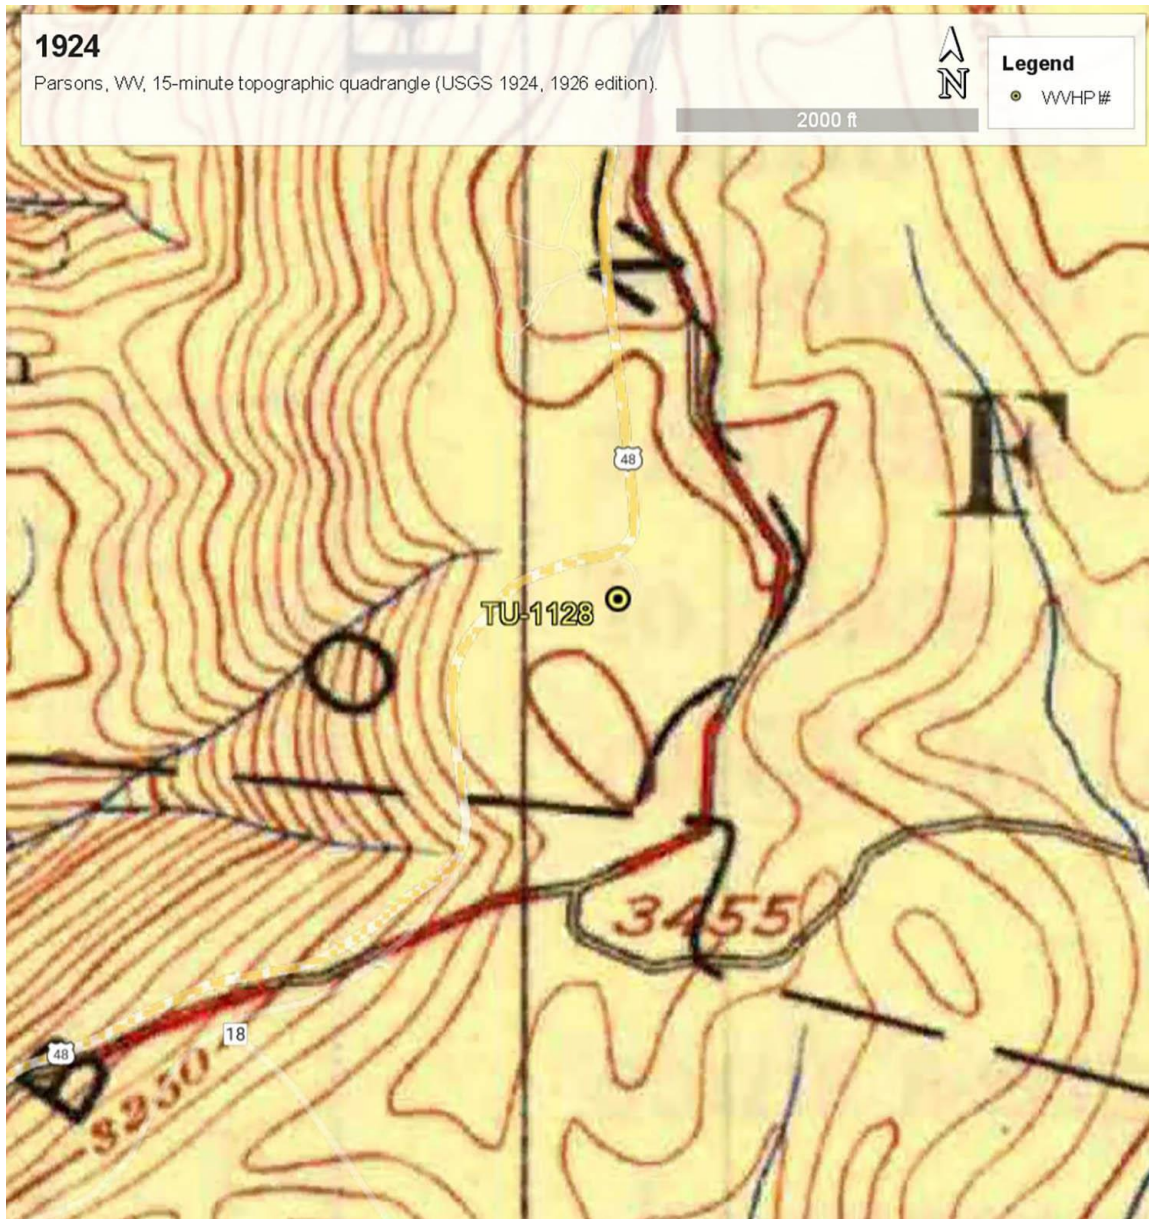 1924
Parsons, WV, 15-minute topographic quadrangle (USGS 1924, 1926 edition).
2000 ft
N
Legend
WVHPI#
K
48
F
TU-1128
O
3455
18
48
B
3250